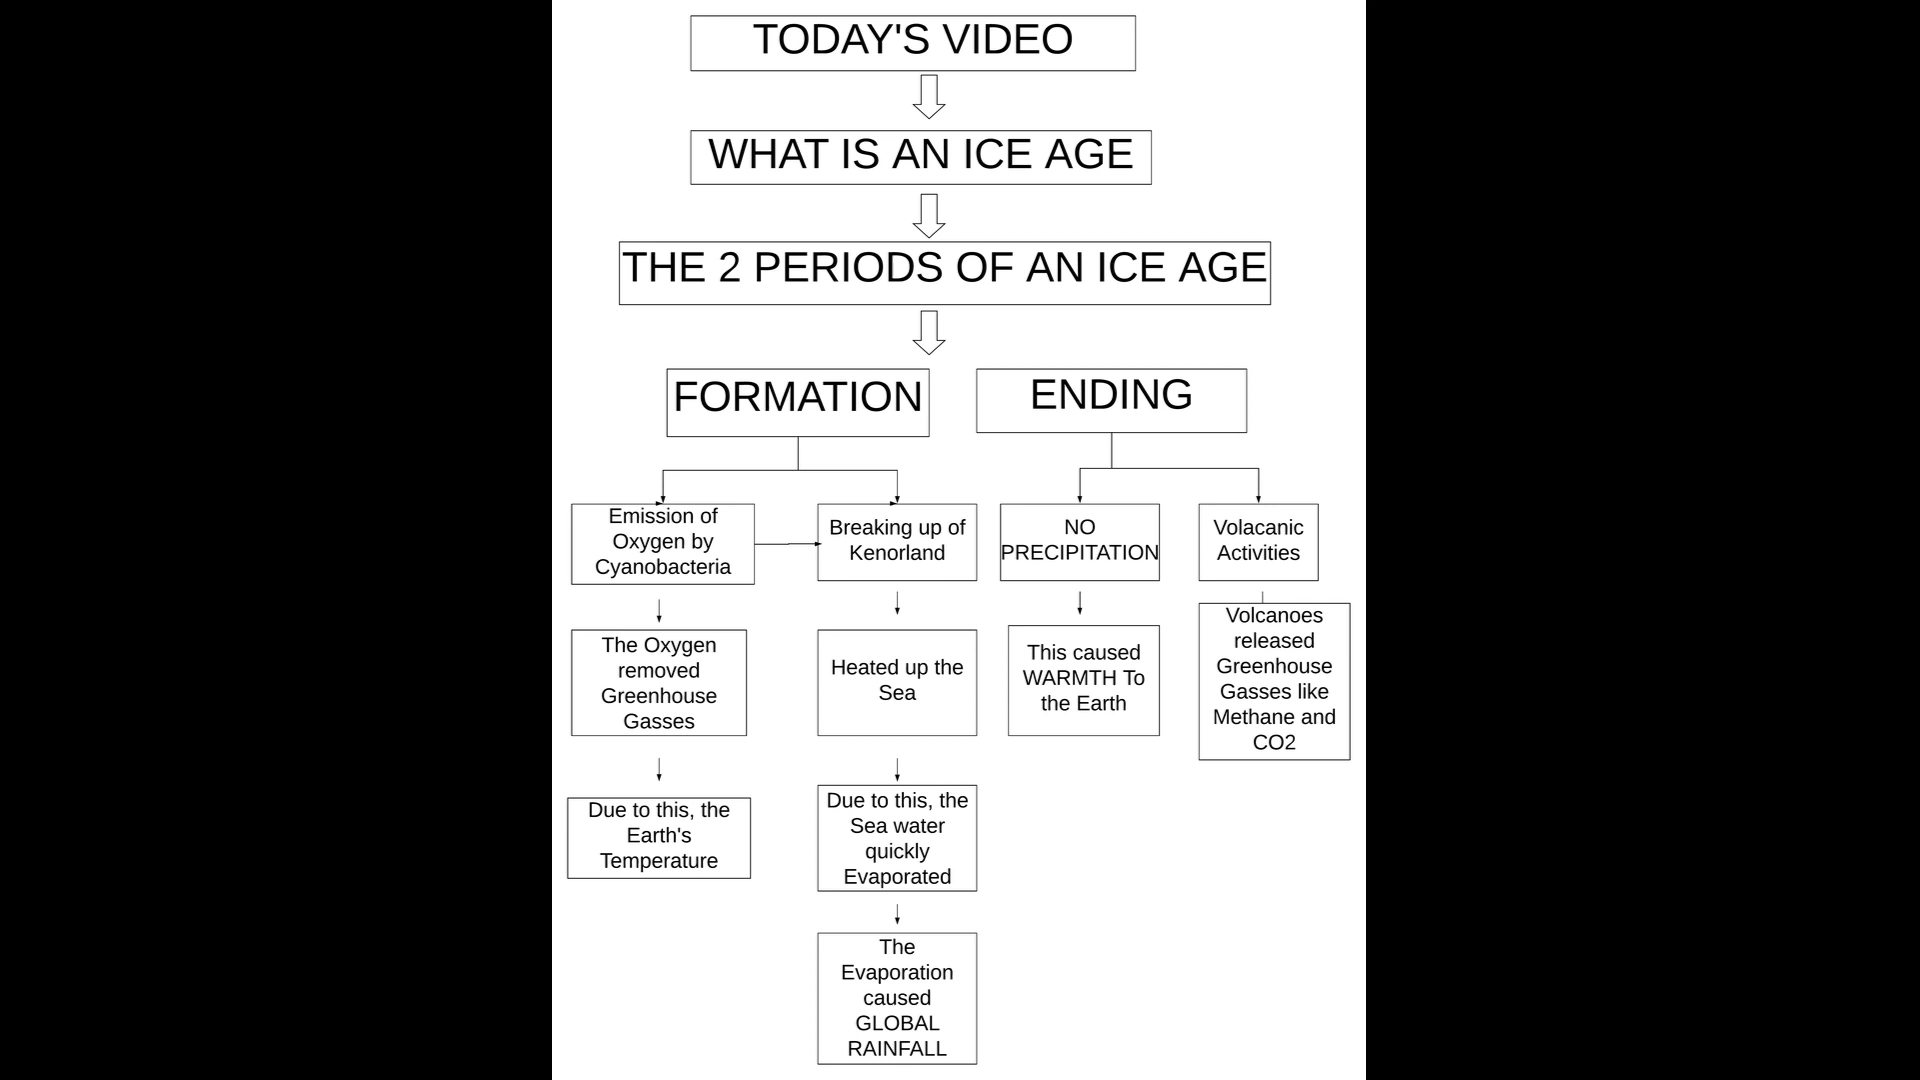 TODAY'S VIDEO
WHAT IS AN ICE AGE
THE 2 PERIODS OF AN ICE AGE
FORMATION
ENDING
Emission of
Oxygen by
Cyanobacteria
Breaking up of
Kenorland
NO
PRECIPITATION
Volacanic
Activities
The Oxygen
removed
Greenhouse
Gasses
Heated up the
Sea
This caused
WARMTH To
the Earth
Volcanoes
released
Greenhouse
Gasses like
Methane and
CO2
Due to this, the
Earth's
Temperature
Due to this, the
Sea water
quickly
Evaporated
The
Evaporation
caused
GLOBAL
RAINFALL